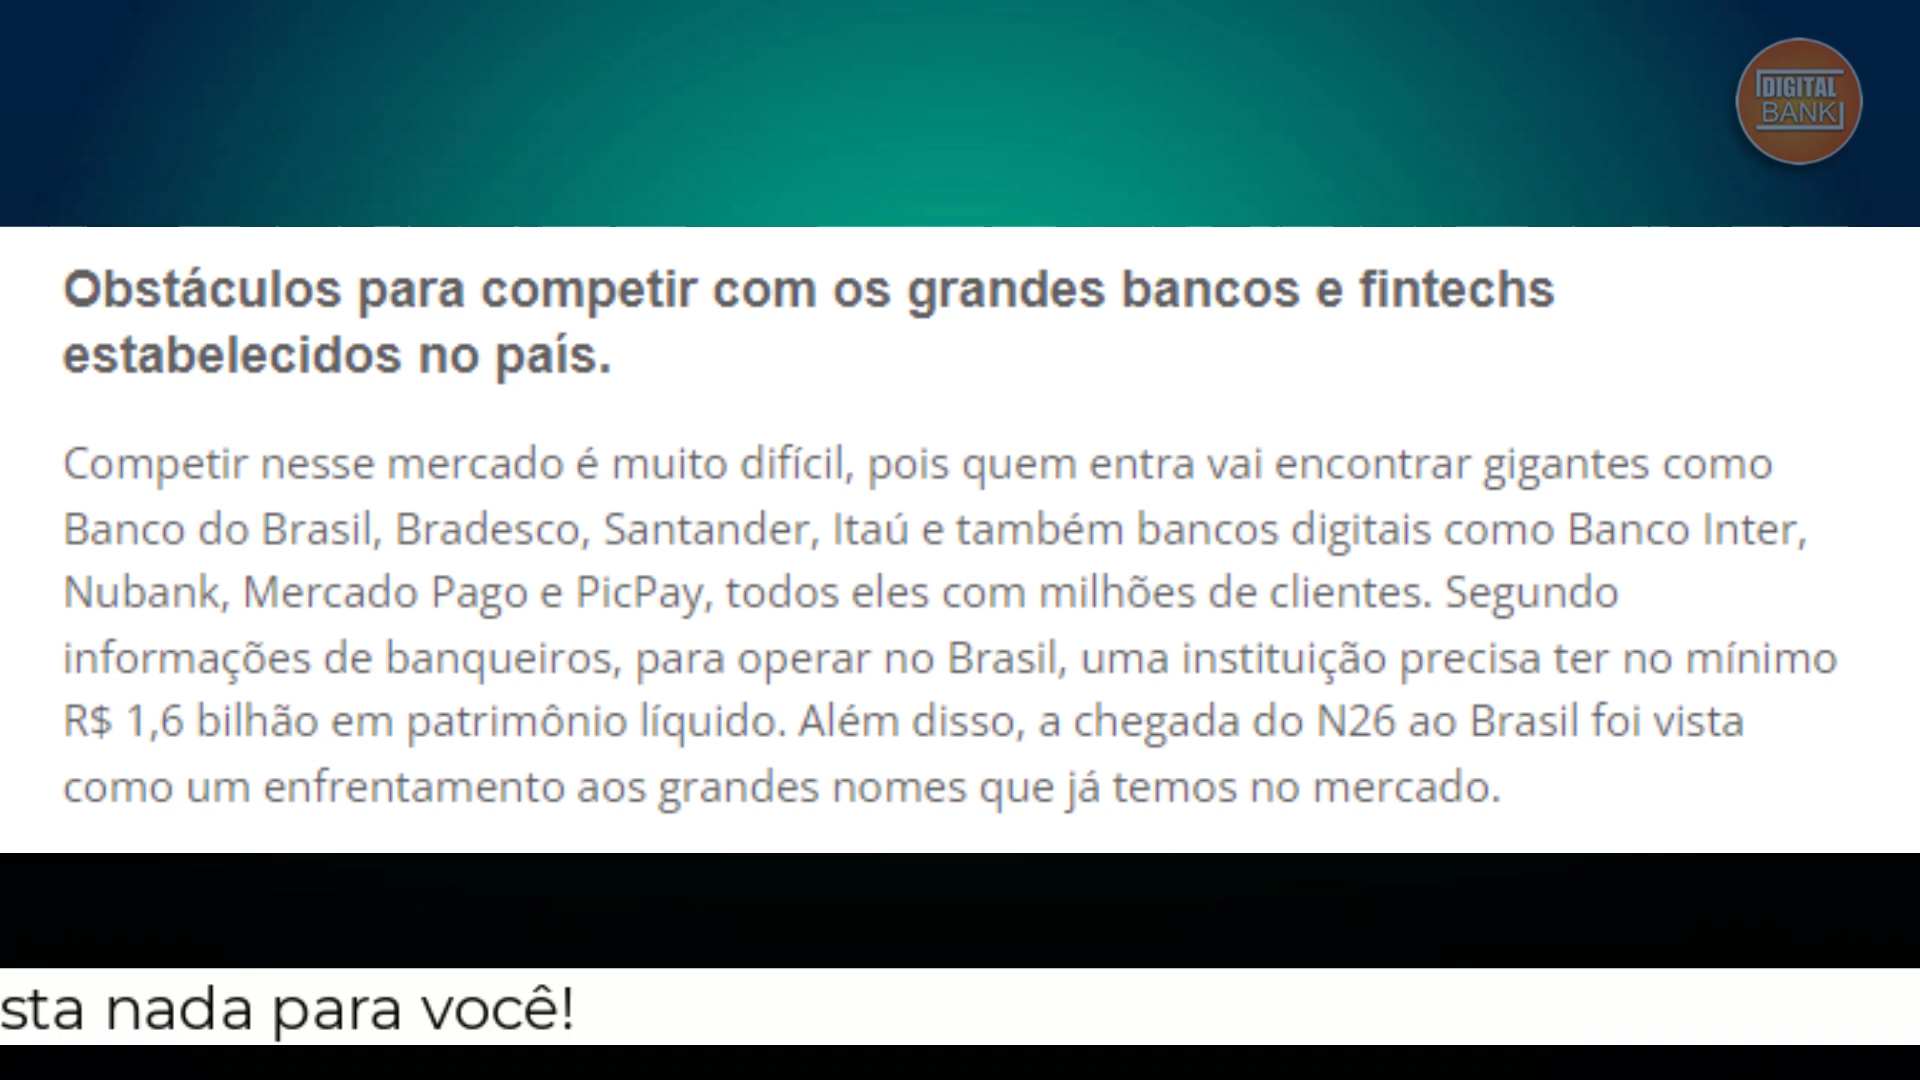 DIGITAL
BANK
Obstáculos para competir com os grandes bancos e fintechs
estabelecidos no país.
Competir nesse mercado é muito difícil, pois quem entra vai encontrar gigantes como
Banco do Brasil, Bradesco, Santander, Itaú e também bancos digitais como Banco Inter,
Nubank, Mercado Pago e PicPay, todos eles com milhões de clientes. Segundo
informações de banqueiros, para operar no Brasil, uma instituição precisa ter no mínimo
R$ 1,6 bilhão em patrimônio líquido. Além disso, a chegada do N26 ao Brasil foi vista
como um enfrentamento aos grandes nomes que já temos no mercado.
sta nada para você!